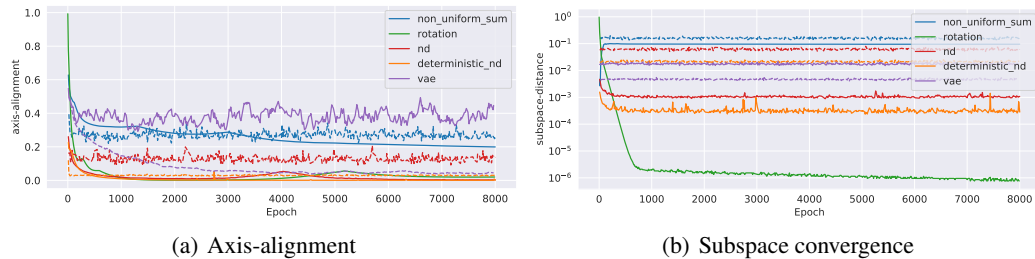 1.0
0.8
0.6
0.4
0.2
0.0
axis-alignment
non_uniform_sum
rotation
nd
deterministic_nd
vae
0 1000 2000 3000 4000 5000 6000 7000 8000
Epoch
(a) Axis-alignment
10⁰
10⁻¹
10⁻²
10⁻³
10⁻⁴
10⁻⁵
10⁻⁶
subspace-distance
non_uniform_sum
rotation
nd
deterministic_nd
vae
0 1000 2000 3000 4000 5000 6000 7000 8000
Epoch
(b) Subspace convergence